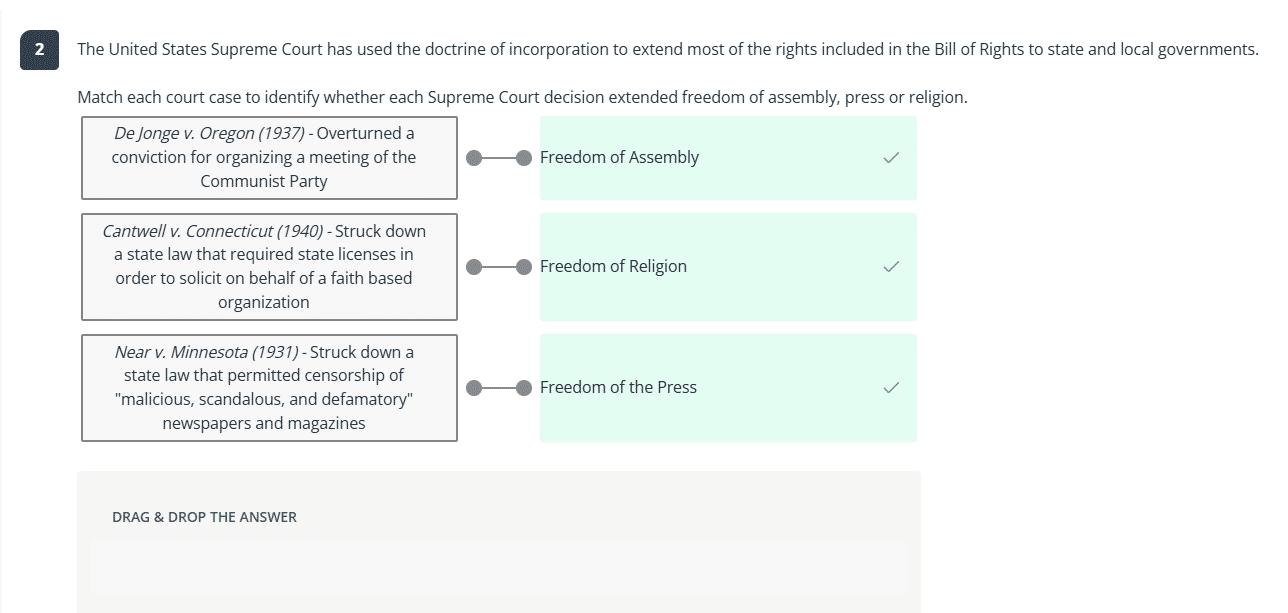 2
The United States Supreme Court has used the doctrine of incorporation to extend most of the rights included in the Bill of Rights to state and local governments.
Match each court case to identify whether each Supreme Court decision extended freedom of assembly, press or religion.
De Jonge v. Oregon (1937) - Overturned a
conviction for organizing a meeting of the
Communist Party
Freedom of Assembly
Cantwell v. Connecticut (1940) - Struck down
a state law that required state licenses in
order to solicit on behalf of a faith based
organization
Freedom of Religion
Near v. Minnesota (1931) - Struck down a
state law that permitted censorship of
"malicious, scandalous, and defamatory"
newspapers and magazines
Freedom of the Press
DRAG & DROP THE ANSWER